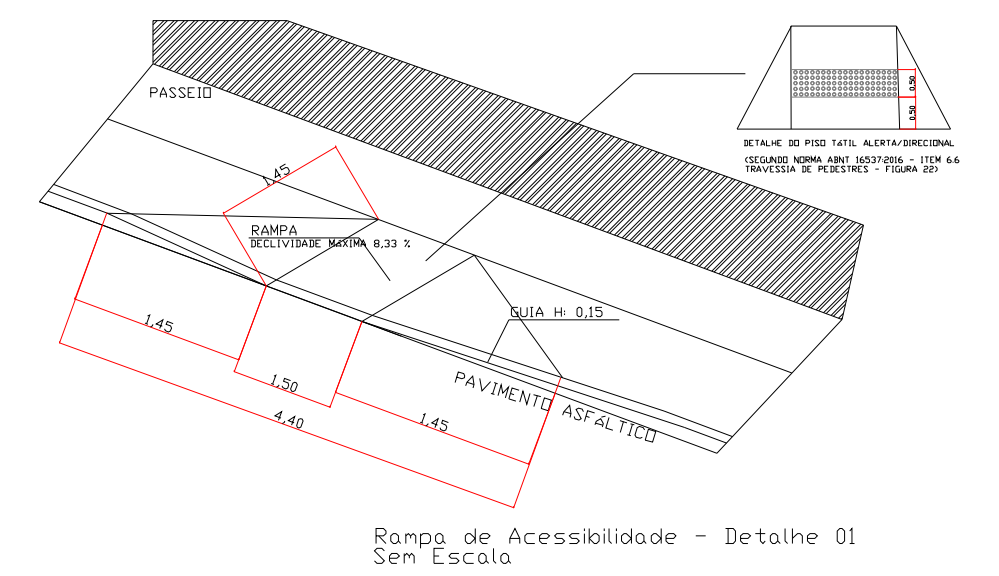 PASSEIO
1,45
RAMPA
DECLIVIDADE MáXIMA 8,33 %
GUIA H: 0,15
PAVIMENTO ASFáLTICO
1,45
1,50
1,45
4,40
0,50
0,50
DETALHE DO PISO TáTIL ALERTA/DIRECIONAL
(SEGUNDO NORMA ABNT 16537:2016 - ITEM 6.6
TRAVESSIA DE PEDESTRES - FIGURA 22)
Rampa de Acessibilidade - Detalhe 01
Sem Escala